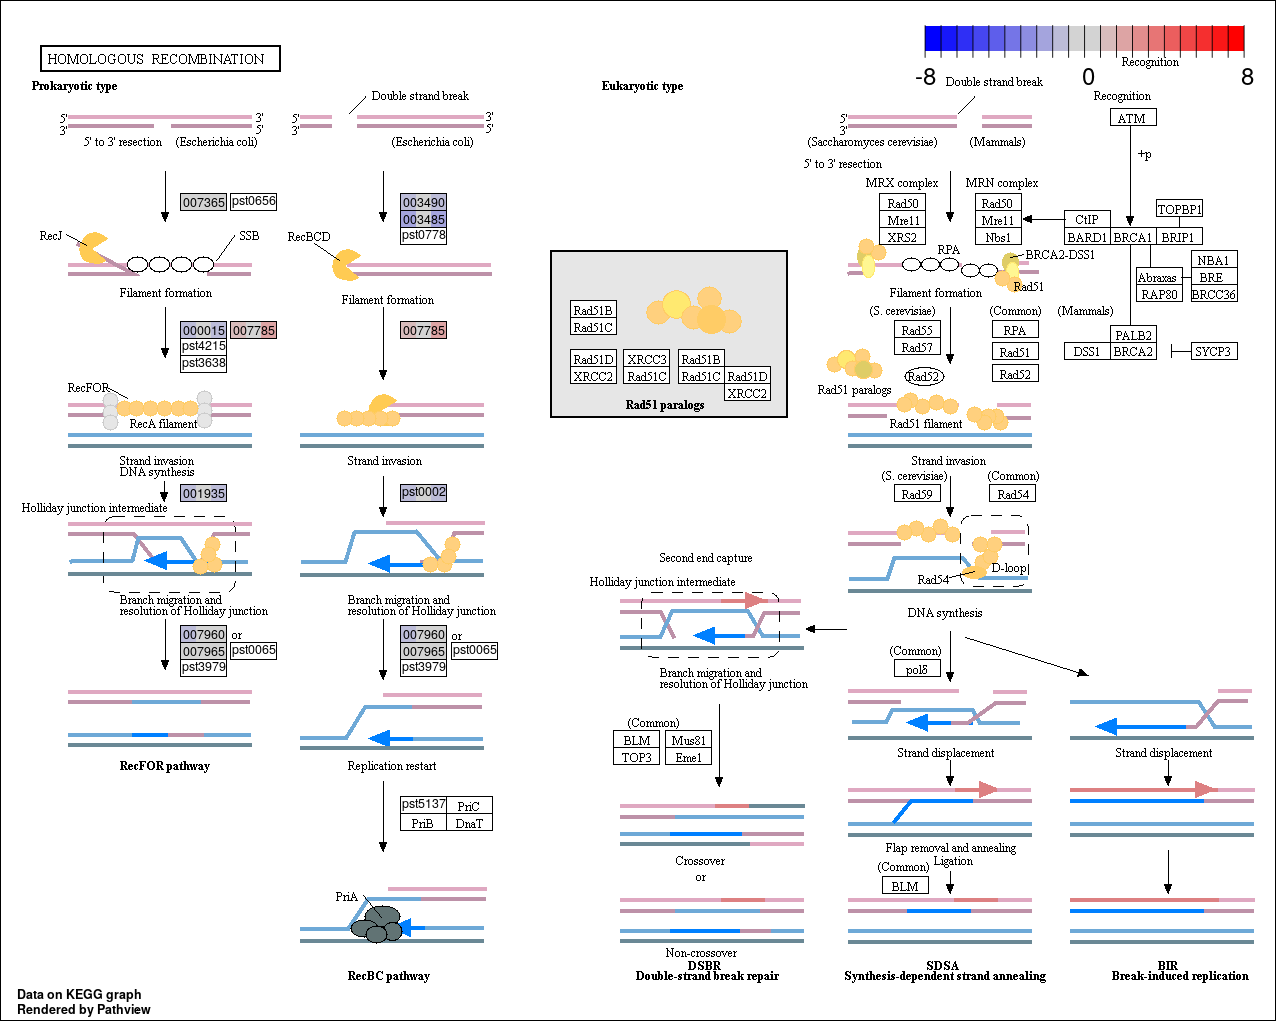 HOMOLOGOUS RECOMBINATION
-8 0 8
Recognition
Prokaryotic type
Eukaryotic type
Double strand break
Double strand break
Recognition
ATM
5' 3'
3' 5'
5' to 3' resection
(Escherichia coli)
5' 3'
3' 5'
(Escherichia coli)
5'
3'
(Saccharomyces cerevisiae)
(Mammals)
5' to 3' resection
+p
007365
pst0656
003490
003485
pst0778
MRX complex
Rad50
Mre11
XRS2
MRN complex
Rad50
Mre11
Nbs1
CtIP
TOPBP1
BARD1
BRCA1
BRIP1
RecJ
SSB
RecBCD
RPA
BRCA2-DSS1
Rad51
NBA1
Abraxas
BRE
RAP80
BRCC36
Filament formation
Filament formation
Filament formation
000015
007785
pst4215
pst3638
007785
(S. cerevisiae)
Rad55
Rad57
(Common)
RPA
Rad51
Rad52
(Mammals)
PALB2
DSS1
BRCA2
SYCP3
Rad51B
Rad51C
Rad51D
XRCC2
XRCC3
Rad51C
Rad51B
Rad51C
Rad51D
XRCC2
Rad51 paralogs
Rad51 paralogs
Rad52
RecFOR
RecA filament
Rad51 filament
Strand invasion
DNA synthesis
Strand invasion
Strand invasion
001935
pst0002
(S. cerevisiae)
Rad59
(Common)
Rad54
Holliday junction intermediate
D-loop
Rad54
Second end capture
Holliday junction intermediate
Branch migration and
resolution of Holliday junction
Branch migration and
resolution of Holliday junction
DNA synthesis
007960
or
007965
pst0065
pst3979
007960
or
007965
pst0065
pst3979
Branch migration and
resolution of Holliday junction
(Common)
polδ
(Common)
BLM
TOP3
Mus81
Eme1
RecFOR pathway
Replication restart
Strand displacement
Strand displacement
pst5137
PriC
PriB
DnaT
Crossover
or
Flap removal and annealing
Ligation
(Common)
BLM
PriA
Non-crossover
RecBC pathway
DSBR
Double-strand break repair
SDSA
Synthesis-dependent strand annealing
BIR
Break-induced replication
Data on KEGG graph
Rendered by Pathview